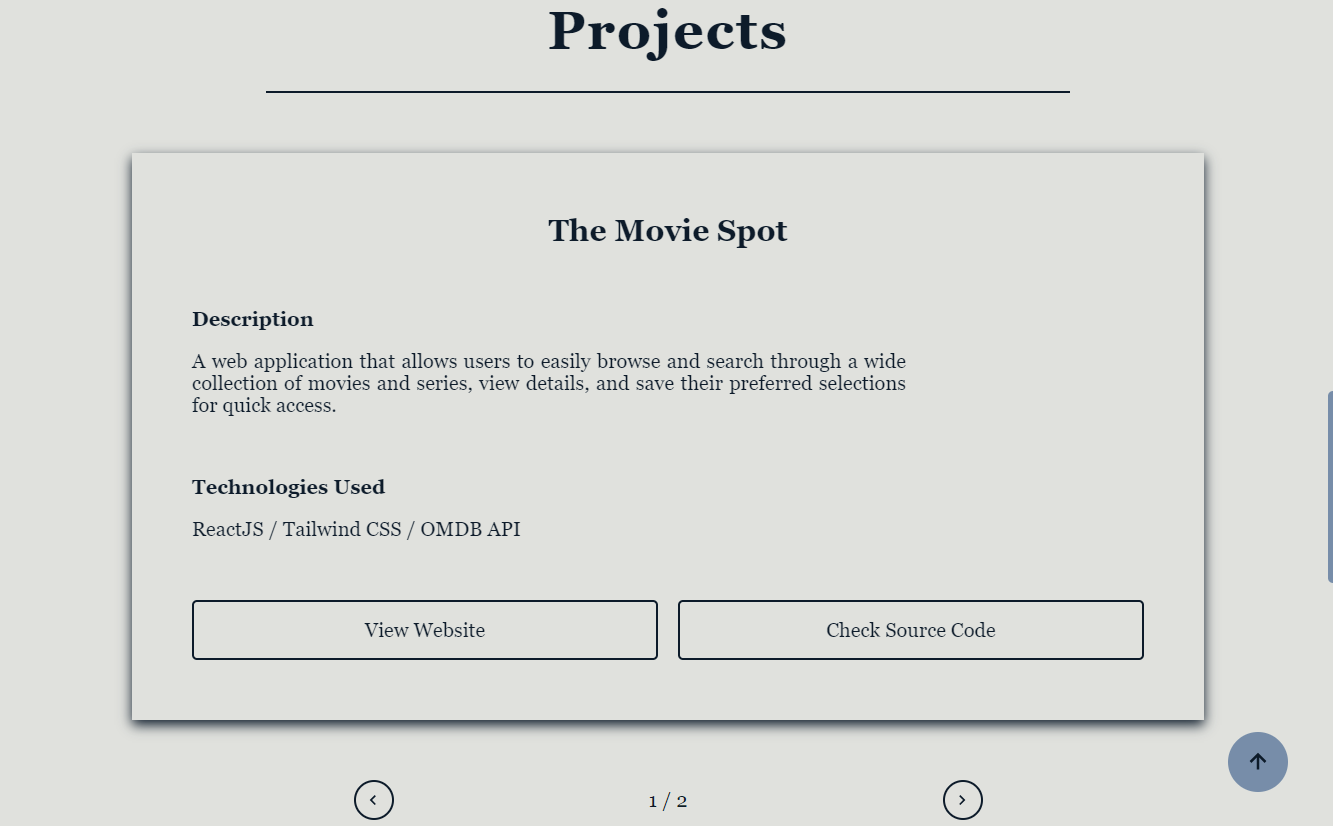 Projects
The Movie Spot
Description
A web application that allows users to easily browse and search through a wide
collection of movies and series, view details, and save their preferred selections
for quick access.
Technologies Used
ReactJS / Tailwind CSS / OMDB API
View Website
Check Source Code
1 / 2